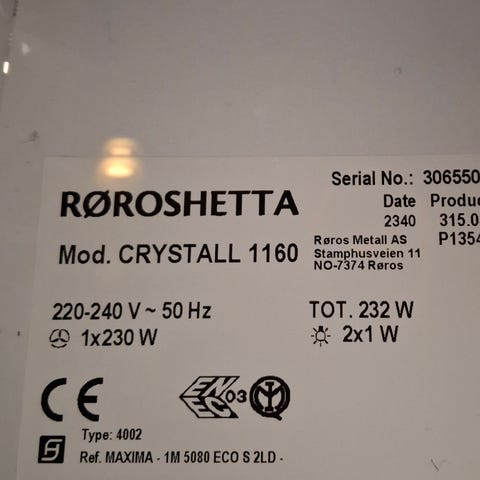 Serial No.: 306550
RØROSHETTA
Date Produc
2340 315.0
Mod. CRYSTALL 1160
Røros Metall AS P1354
Stamphusveien 11
NO-7374 Røros
220-240 V ~ 50 Hz TOT. 232 W
1x230 W 2x1 W
CE ENEC 03 IMQ
Type: 4002
Ref. MAXIMA - 1M 5080 ECO S 2LD -